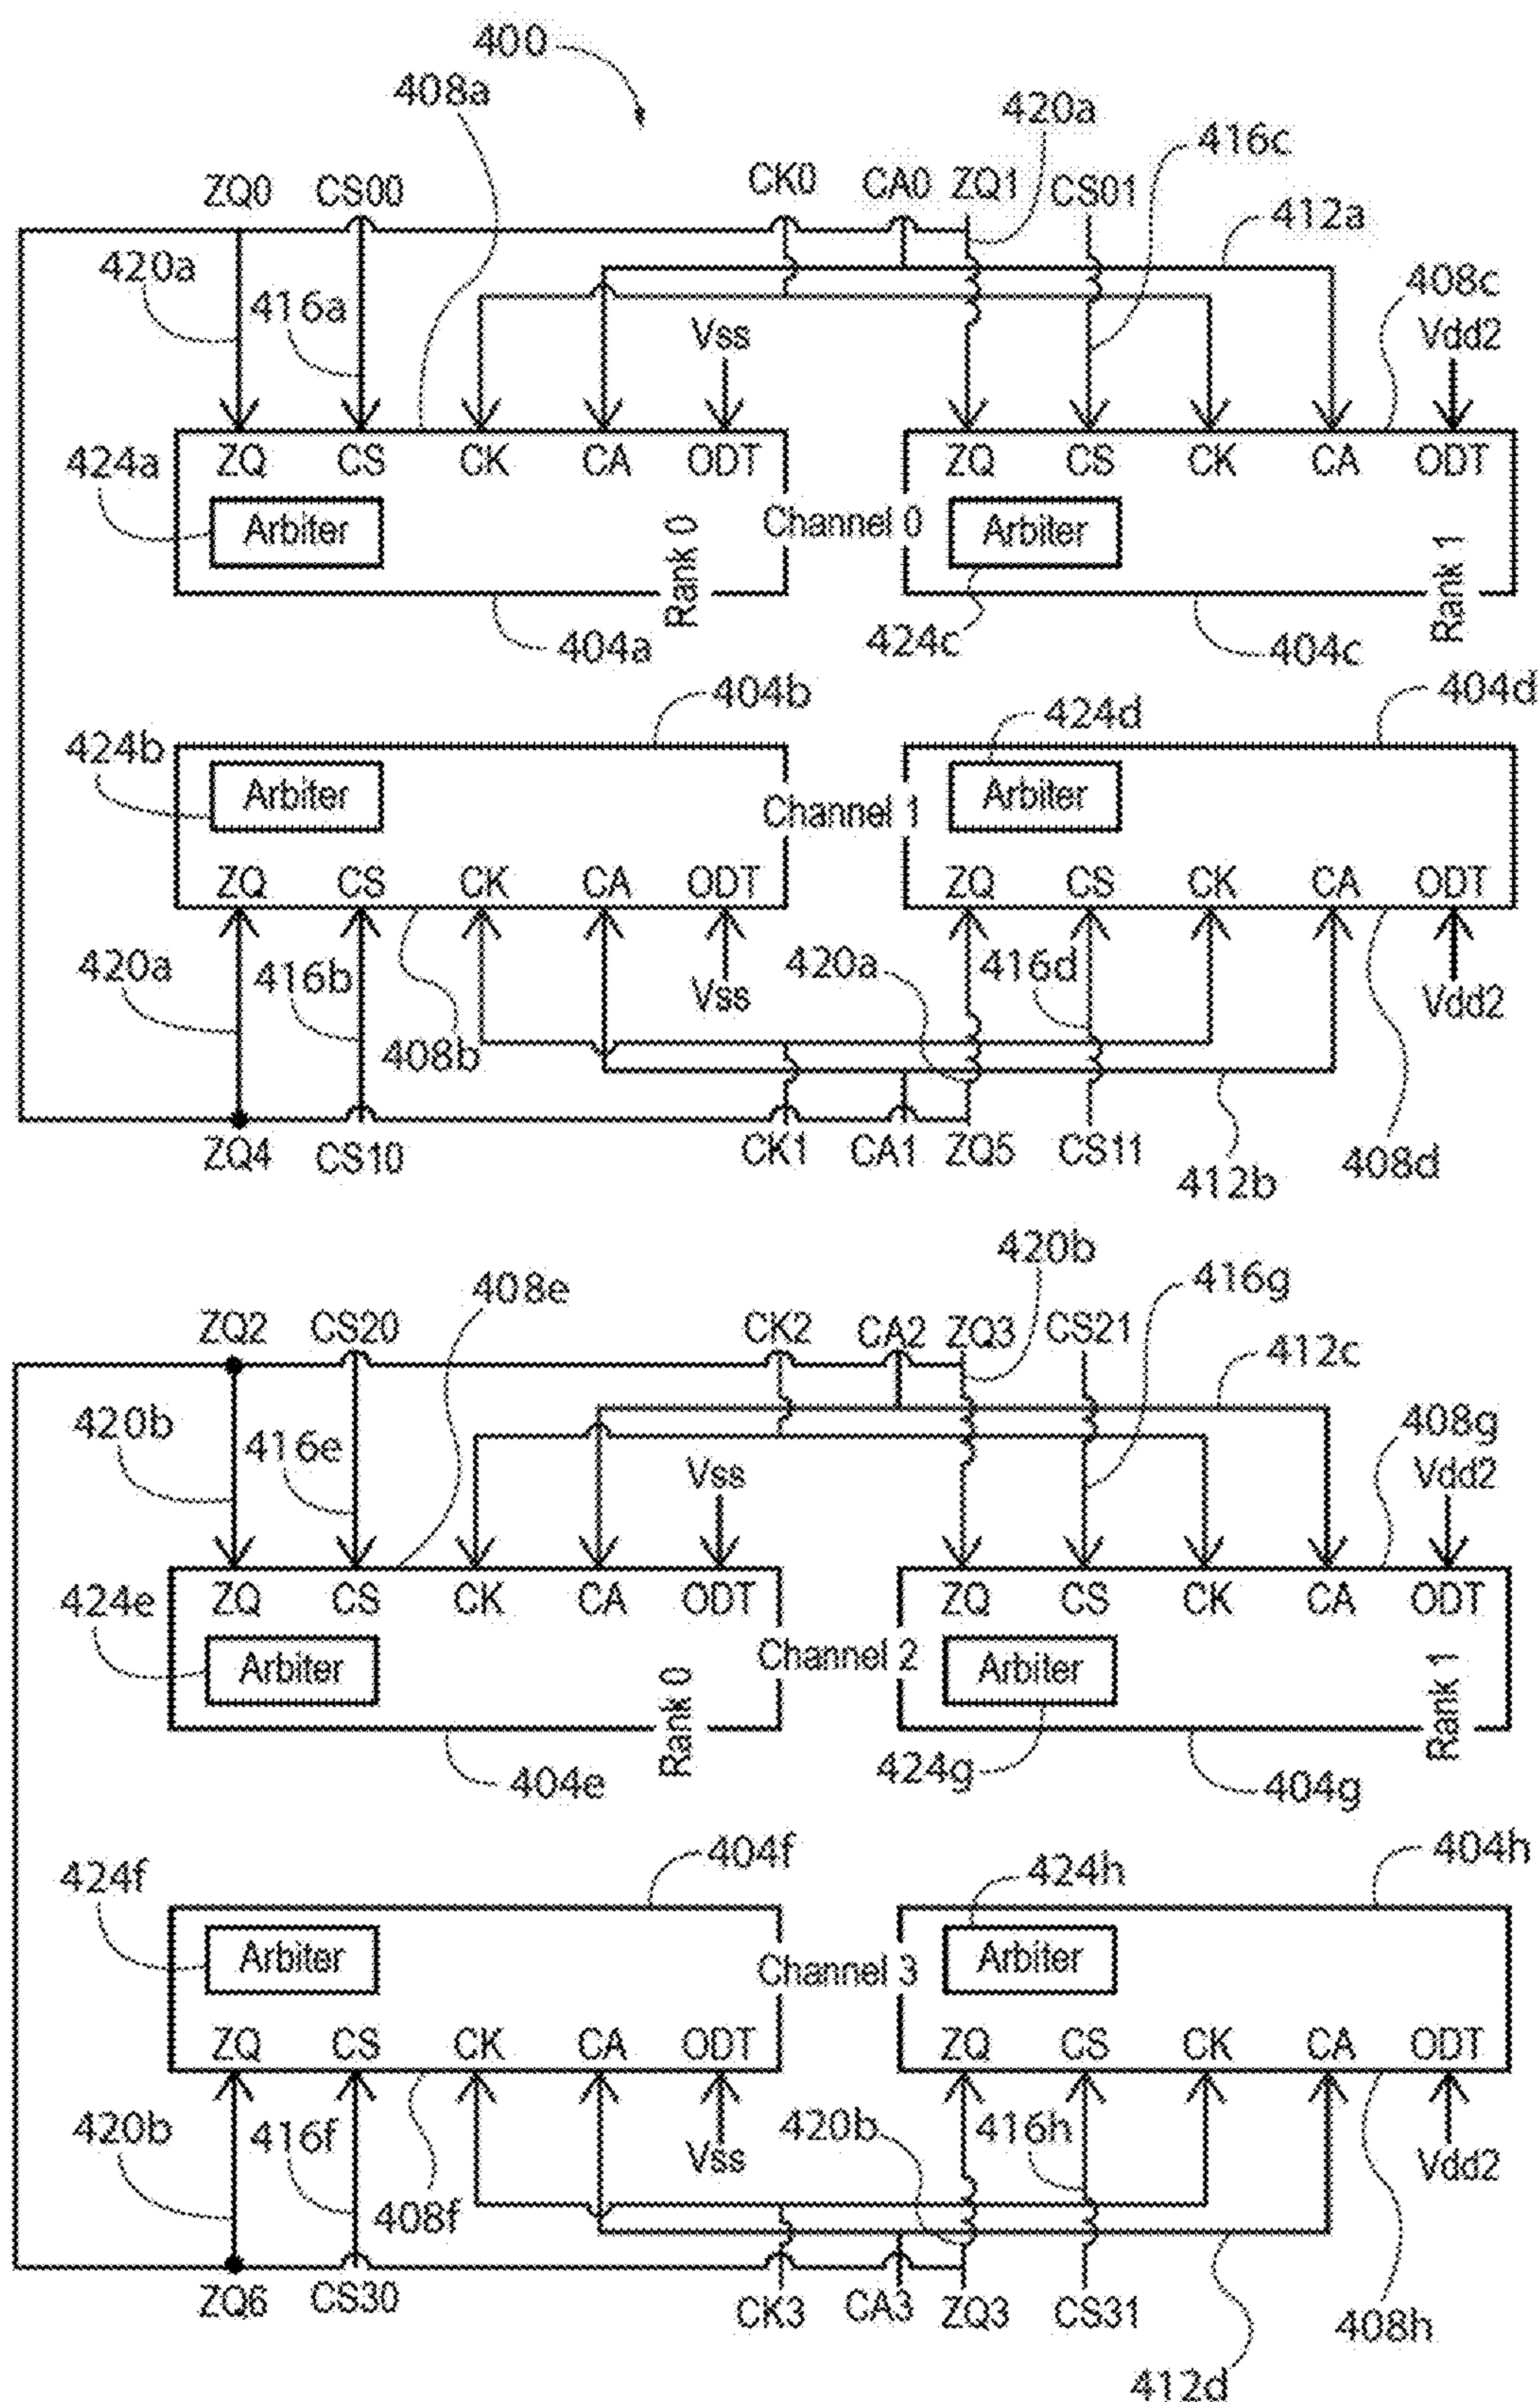 400
408a
420a
416c
ZQ0 CS00 CK0 CA0 ZQ1 CS01
412a
420a
416a
408c
Vss
Vdd2
424a
ZQ CS CK CA ODT
ZQ CS CK CA ODT
Arbiter
Channel 0
Arbiter
Rank 0
Rank 1
404a
424c
404c
404b
404d
424b
424d
Arbiter
Channel 1
Arbiter
ZQ CS CK CA ODT
ZQ CS CK CA ODT
420a
416b
408b
Vss
420a
416d
Vdd2
ZQ4 CS10 CK1 CA1 ZQ5 CS11
412b
408d
420b
408e
416g
ZQ2 CS20 CK2 CA2 ZQ3 CS21
412c
420b
416e
408g
Vss
Vdd2
424e
ZQ CS CK CA ODT
ZQ CS CK CA ODT
Arbiter
Channel 2
Arbiter
Rank 0
Rank 1
404e
424g
404g
404f
404h
424f
424h
Arbiter
Channel 3
Arbiter
ZQ CS CK CA ODT
ZQ CS CK CA ODT
420b
416f
408f
Vss
420b
416h
Vdd2
ZQ6 CS30 CK3 CA3 ZQ3 CS31
408h
412d